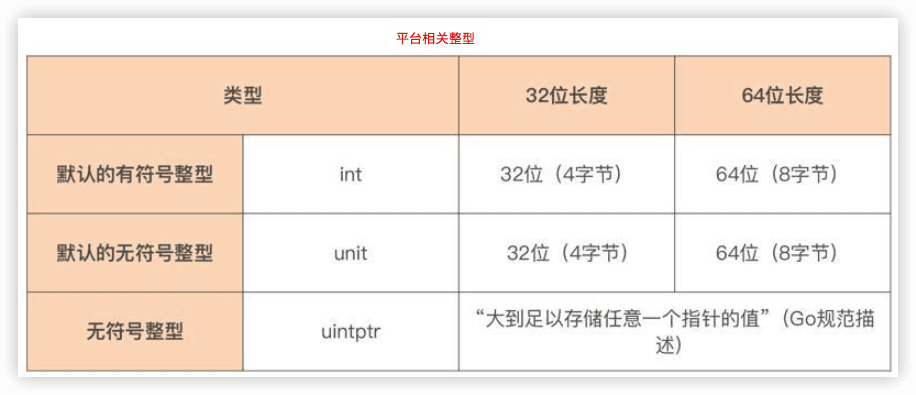 平台相关整型
类型 32位长度 64位长度
默认的有符号整型 int 32位（4字节） 64位（8字节）
默认的无符号整型 unit 32位（4字节） 64位（8字节）
无符号整型 uintptr “大到足以存储任意一个指针的值”（Go规范描
述）